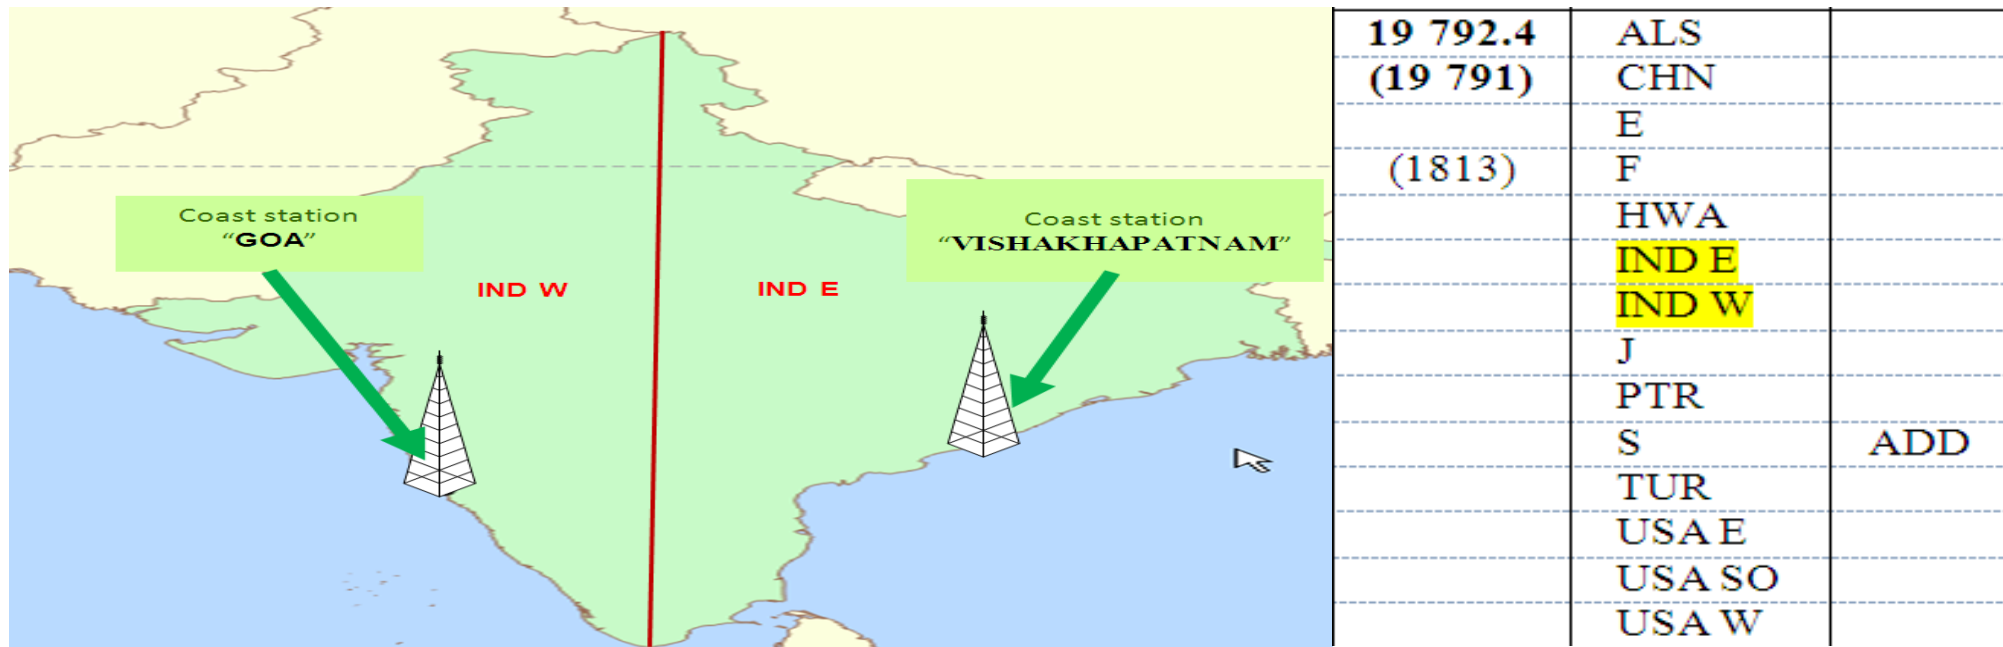 Coast station
“GOA”
Coast station
“VISHAKHAPATNAM”
IND W
IND E
19 792.4 ALS
(19 791) CHN
E
(1813) F
HWA
IND E
IND W
J
PTR
S ADD
TUR
USA E
USA SO
USA W